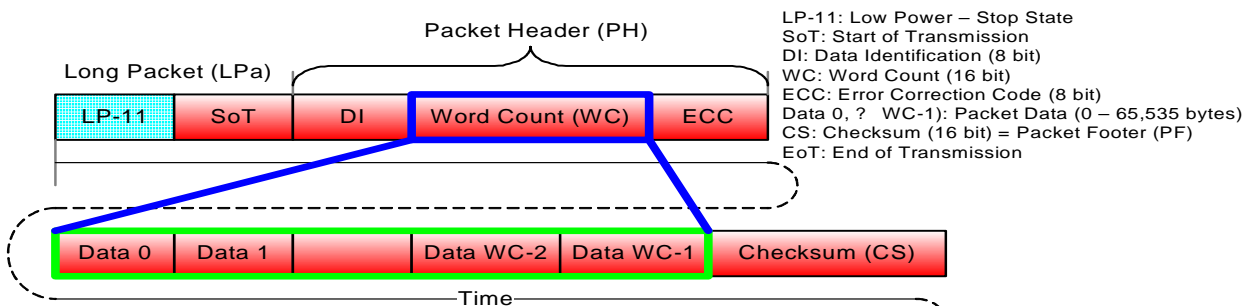 Packet Header (PH)
Long Packet (LPa)
LP-11 SoT DI Word Count (WC) ECC
LP-11: Low Power – Stop State
SoT: Start of Transmission
DI: Data Identification (8 bit)
WC: Word Count (16 bit)
ECC: Error Correction Code (8 bit)
Data 0, ? WC-1): Packet Data (0 – 65,535 bytes)
CS: Checksum (16 bit) = Packet Footer (PF)
EoT: End of Transmission
Data 0 Data 1 Data WC-2 Data WC-1 Checksum (CS)
Time